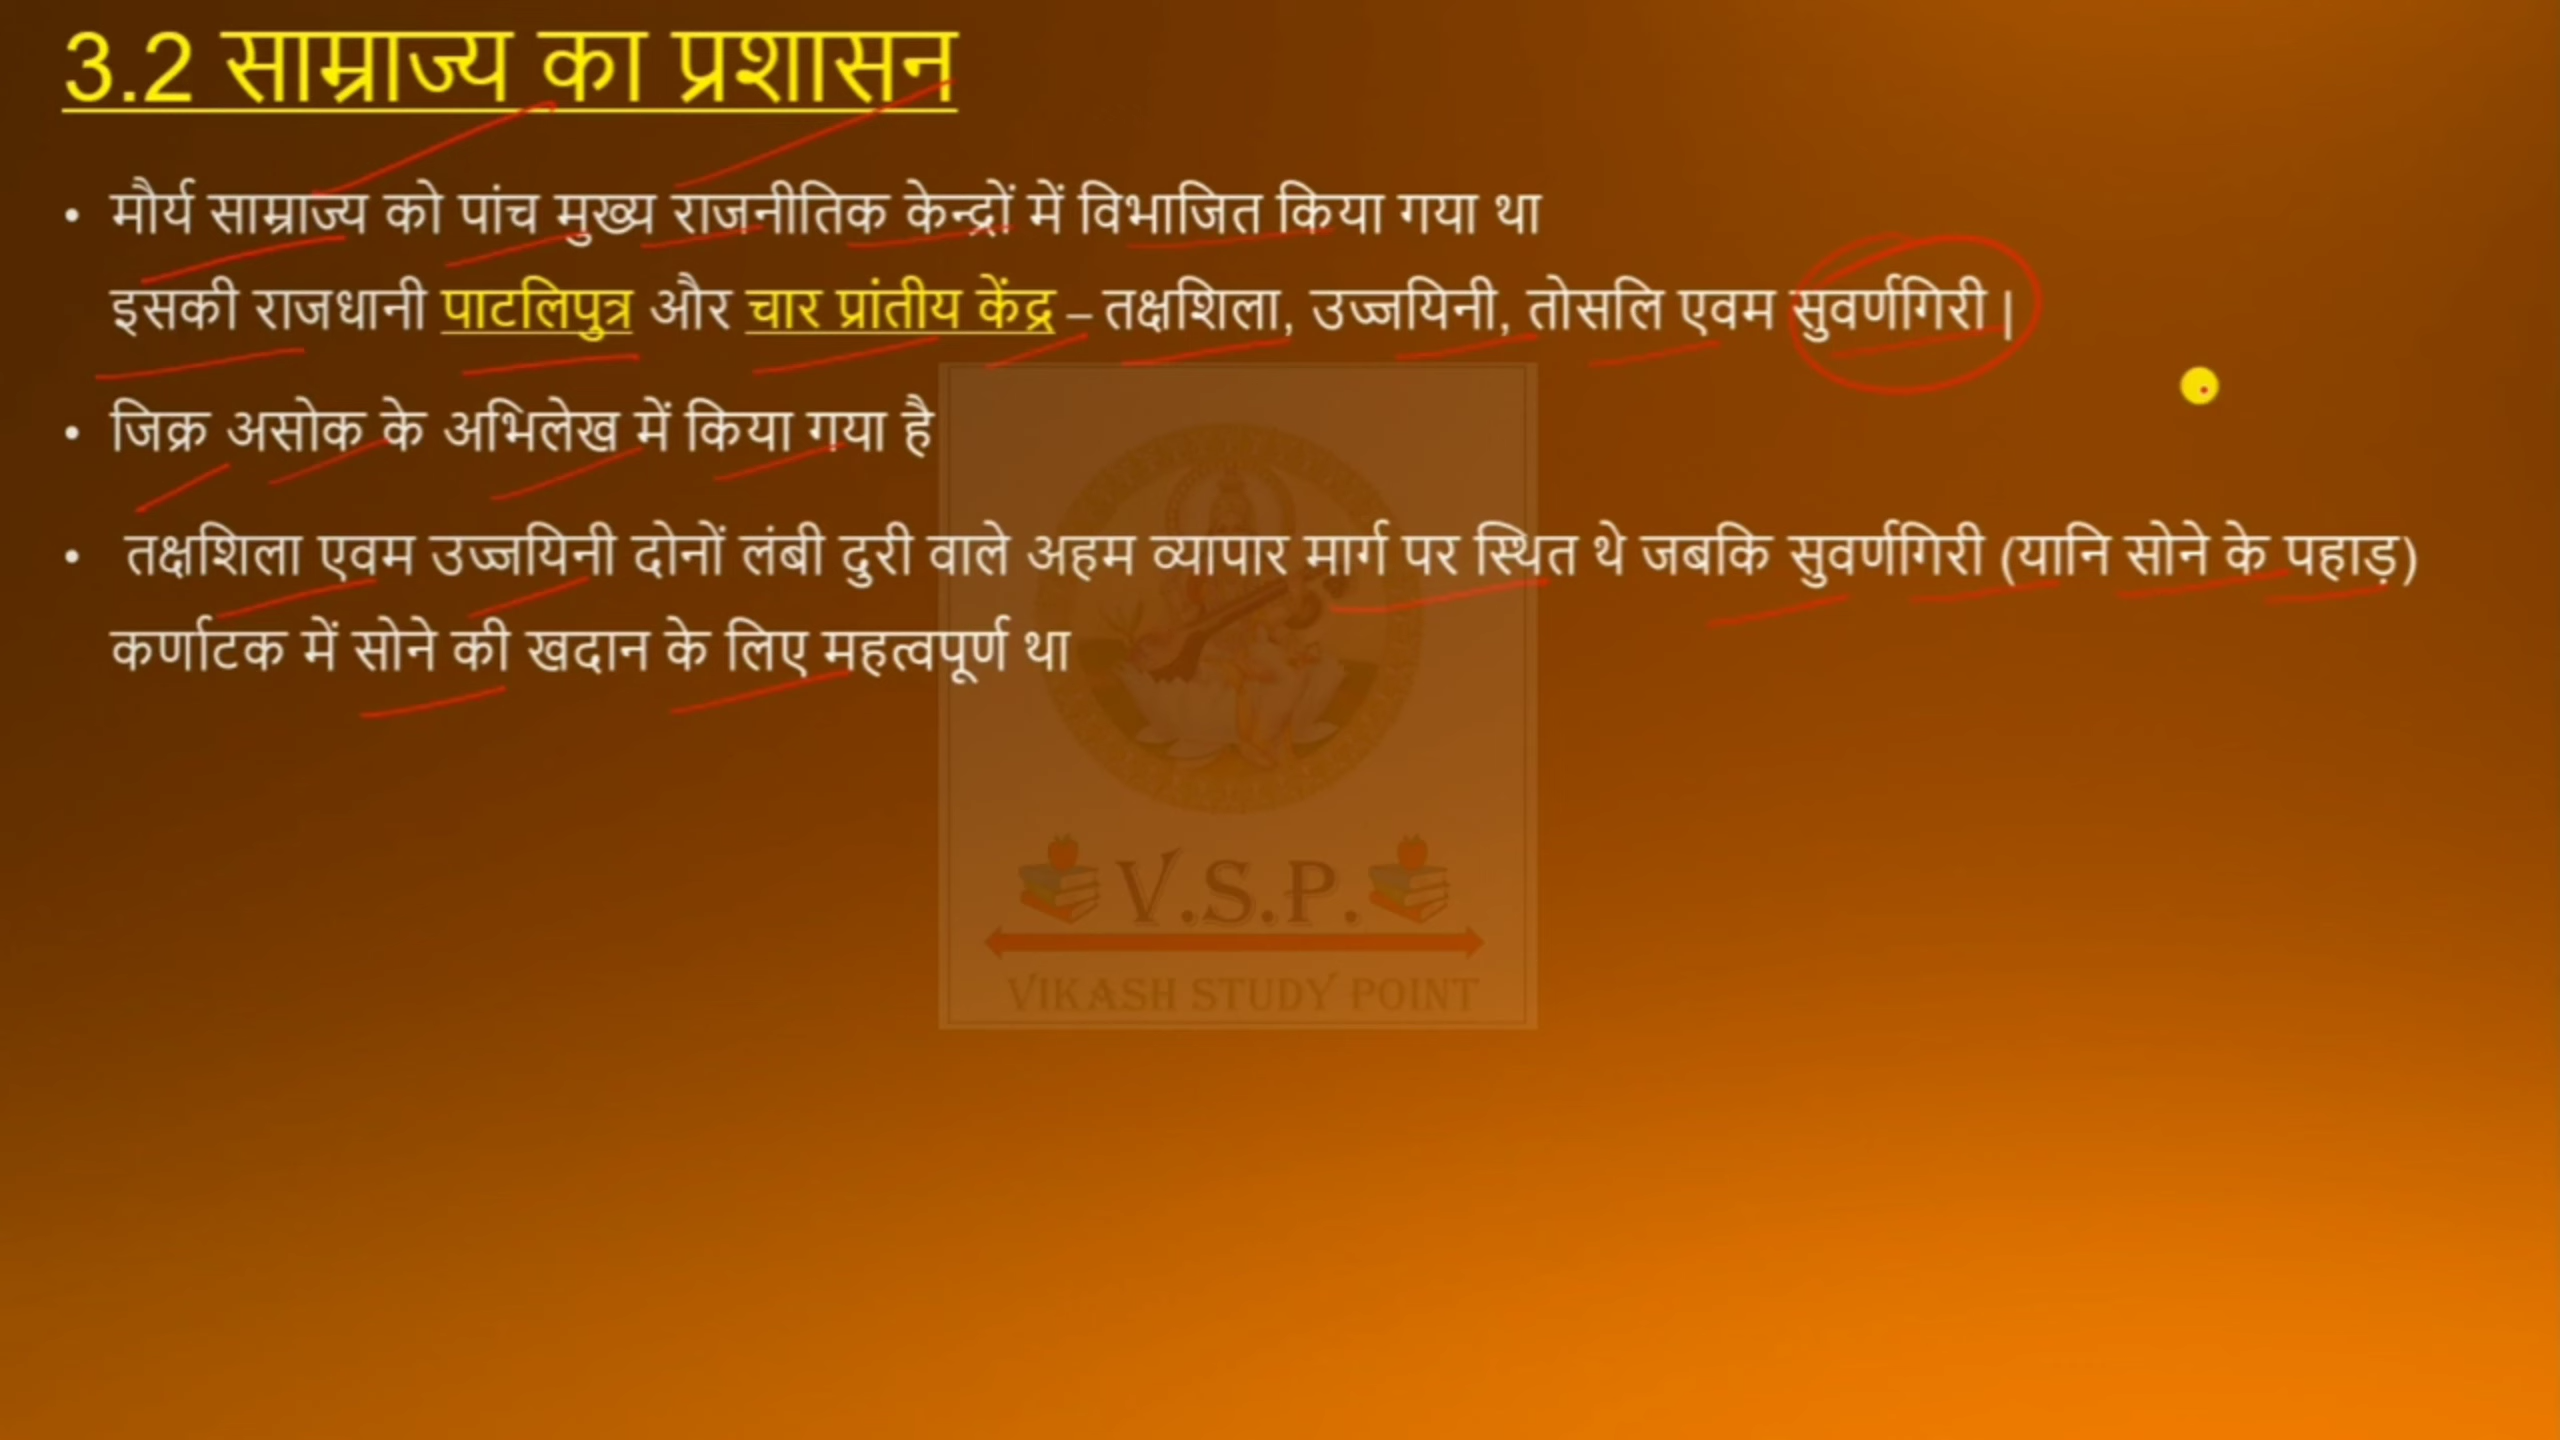 3.2 साम्राज्य का प्रशासन
• मौर्य साम्राज्य को पांच मुख्य राजनीतिक केन्द्रों में विभाजित किया गया था
इसकी राजधानी पाटलिपुत्र और चार प्रांतीय केंद्र – तक्षशिला, उज्जयिनी, तोसलि एवम सुवर्णगिरी |
• जिक्र असोक के अभिलेख में किया गया है
• तक्षशिला एवम उज्जयिनी दोनों लंबी दुरी वाले अहम व्यापार मार्ग पर स्थित थे जबकि सुवर्णगिरी (यानि सोने के पहाड़)
कर्णाटक में सोने की खदान के लिए महत्वपूर्ण था
V.S.P.
VIKASH STUDY POINT